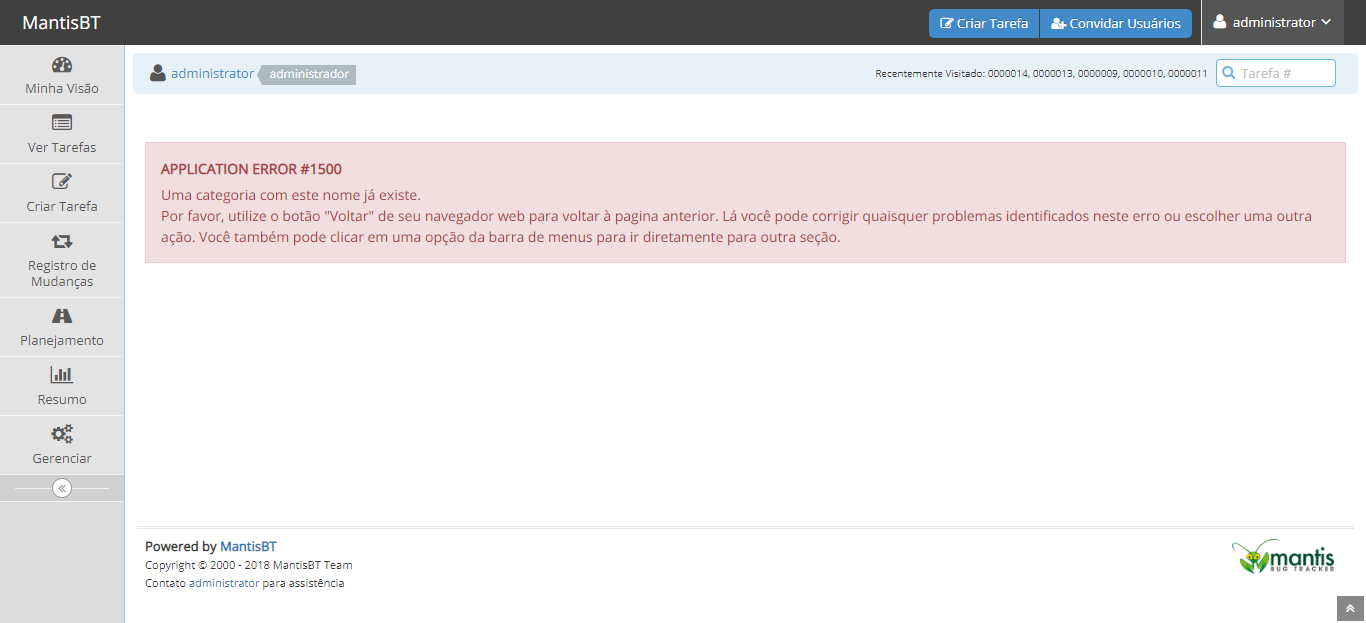 MantisBT
Criar Tarefa
Convidar Usuários
administrator
Minha Visão
Ver Tarefas
Criar Tarefa
Registro de
Mudanças
Planejamento
Resumo
Gerenciar
administrator administrador
Recentemente Visitado: 0000014, 0000013, 0000009, 0000010, 0000011
Tarefa #
APPLICATION ERROR #1500
Uma categoria com este nome já existe.
Por favor, utilize o botão "Voltar" de seu navegador web para voltar à pagina anterior. Lá você pode corrigir quaisquer problemas identificados neste erro ou escolher uma outra
ação. Você também pode clicar em uma opção da barra de menus para ir diretamente para outra seção.
Powered by MantisBT
Copyright © 2000 - 2018 MantisBT Team
Contato administrator para assistência
mantis
BUG TRACKER